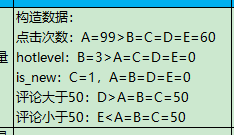 构造数据：
点击次数：A=99>B=C=D=E=60
hotlevel：B=3>A=C=D=E=0
is_new：C=1，A=B=D=E=0
评论大于50：D>A=B=C=50
评论小于50：E<A=B=C=50